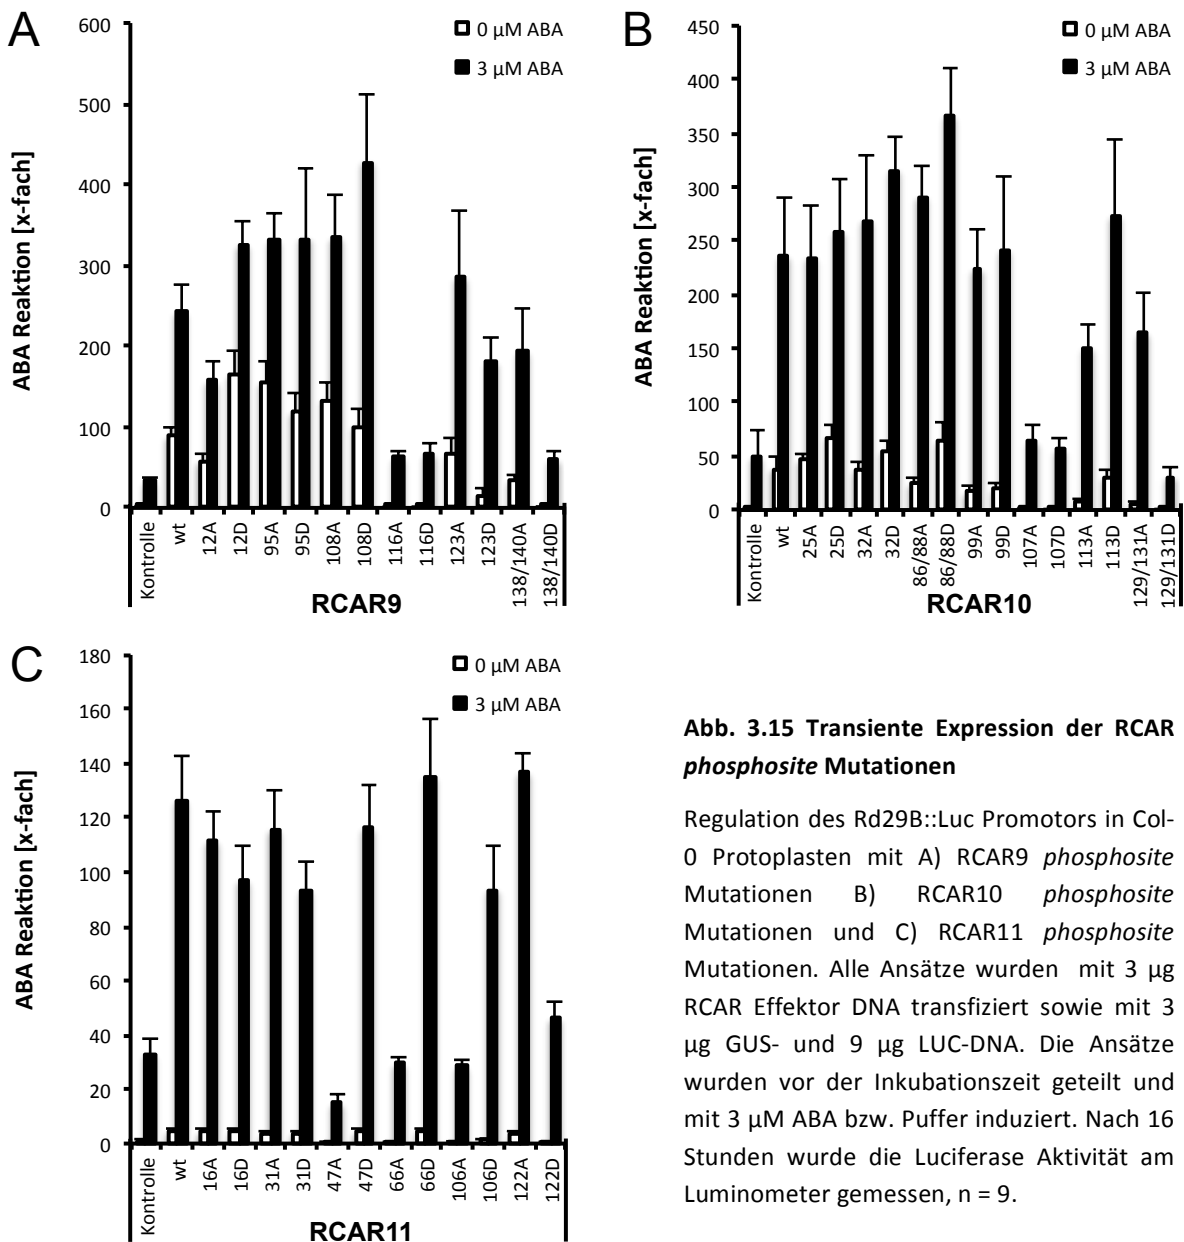 A
ABA Reaktion [x-fach]
600
500
400
300
200
100
0
0 µM ABA
3 µM ABA
Kontrolle
wt
12A
12D
95A
95D
108A
108D
116A
116D
123A
123D
138/140A
138/140D
RCAR9
B
ABA Reaktion [x-fach]
450
400
350
300
250
200
150
100
50
0
0 µM ABA
3 µM ABA
Kontrolle
wt
25A
25D
32A
32D
86/88A
86/88D
99A
99D
107A
107D
113A
113D
129/131A
129/131D
RCAR10
C
ABA Reaktion [x-fach]
180
160
140
120
100
80
60
40
20
0
0 µM ABA
3 µM ABA
Kontrolle
wt
16A
16D
31A
31D
47A
47D
66A
66D
106A
106D
122A
122D
RCAR11
Abb. 3.15 Transiente Expression der RCAR
phosphosite Mutationen
Regulation des Rd29B::Luc Promotors in Col-
0 Protoplasten mit A) RCAR9 phosphosite
Mutationen B) RCAR10 phosphosite
Mutationen und C) RCAR11 phosphosite
Mutationen. Alle Ansätze wurden mit 3 µg
RCAR Effektor DNA transfiziert sowie mit 3
µg GUS- und 9 µg LUC-DNA. Die Ansätze
wurden vor der Inkubationszeit geteilt und
mit 3 µM ABA bzw. Puffer induziert. Nach 16
Stunden wurde die Luciferase Aktivität am
Luminometer gemessen, n = 9.